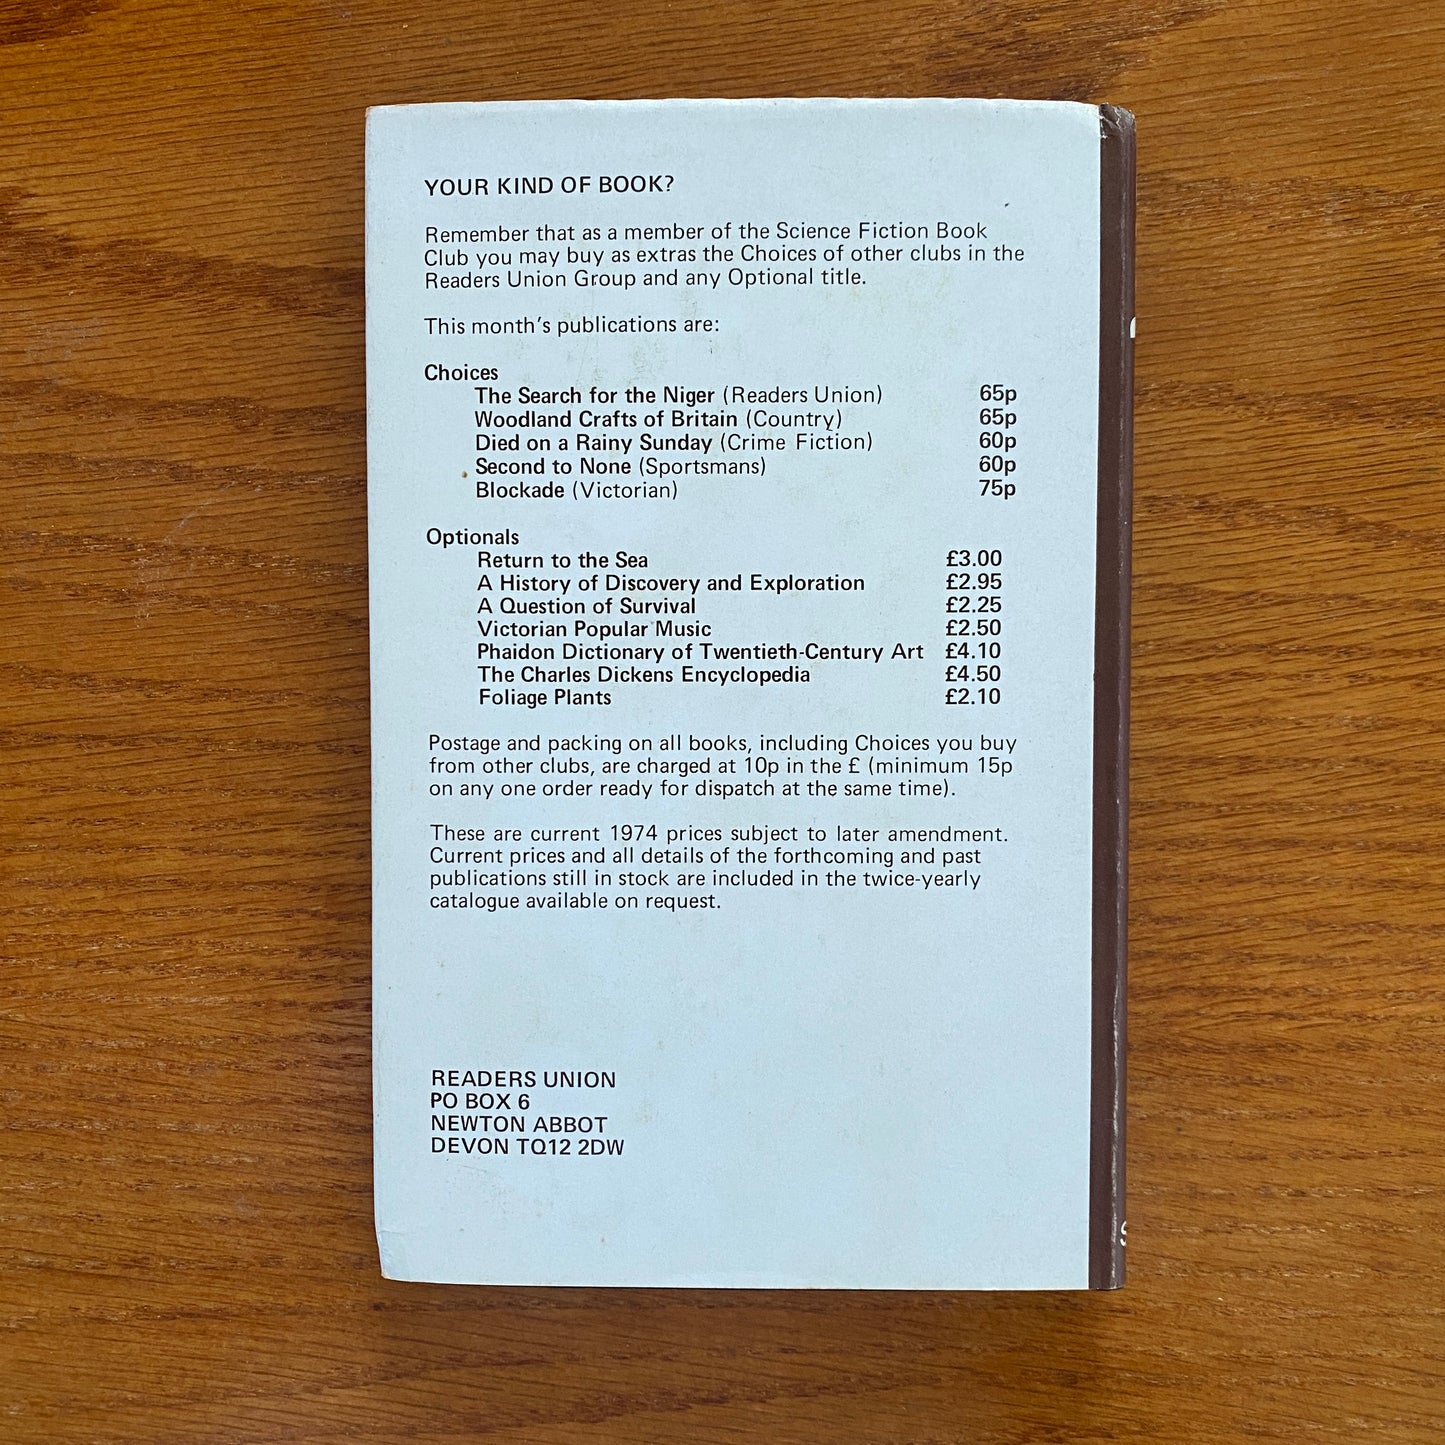 YOUR KIND OF BOOK?
Remember that as a member of the Science Fiction Book
Club you may buy as extras the Choices of other clubs in the
Readers Union Group and any Optional title.
This month's publications are:
Choices
The Search for the Niger (Readers Union) 65p
Woodland Crafts of Britain (Country) 65p
Died on a Rainy Sunday (Crime Fiction) 60p
Second to None (Sportsmans) 60p
Blockade (Victorian) 75p
Optionals
Return to the Sea £3.00
A History of Discovery and Exploration £2.95
A Question of Survival £2.25
Victorian Popular Music £2.50
Phaidon Dictionary of Twentieth-Century Art £4.10
The Charles Dickens Encyclopedia £4.50
Foliage Plants £2.10
Postage and packing on all books, including Choices you buy
from other clubs, are charged at 10p in the £ (minimum 15p
on any one order ready for dispatch at the same time).
These are current 1974 prices subject to later amendment.
Current prices and all details of the forthcoming and past
publications still in stock are included in the twice-yearly
catalogue available on request.
READERS UNION
PO BOX 6
NEWTON ABBOT
DEVON TQ12 2DW